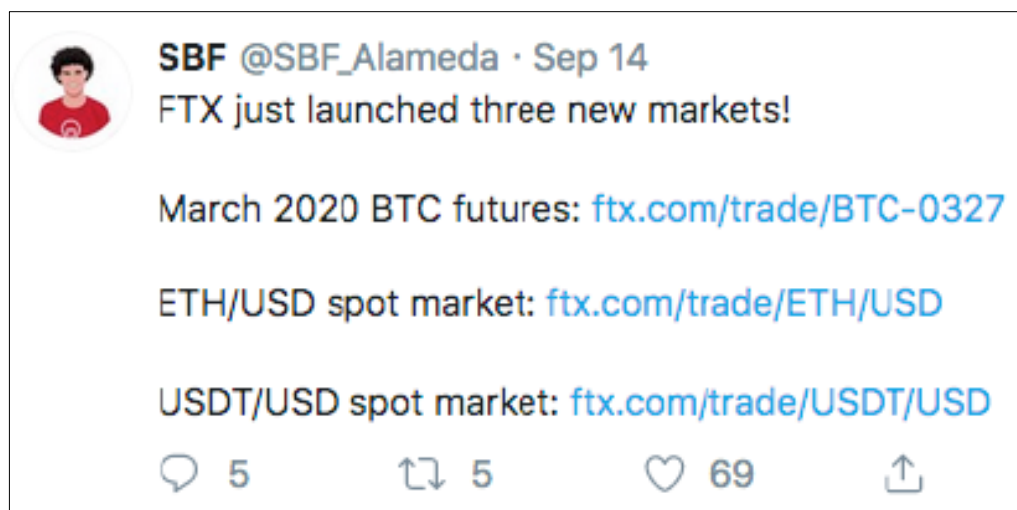 SBF @SBF_Alameda · Sep 14
FTX just launched three new markets!
March 2020 BTC futures: ftx.com/trade/BTC-0327
ETH/USD spot market: ftx.com/trade/ETH/USD
USDT/USD spot market: ftx.com/trade/USDT/USD
5 5 69